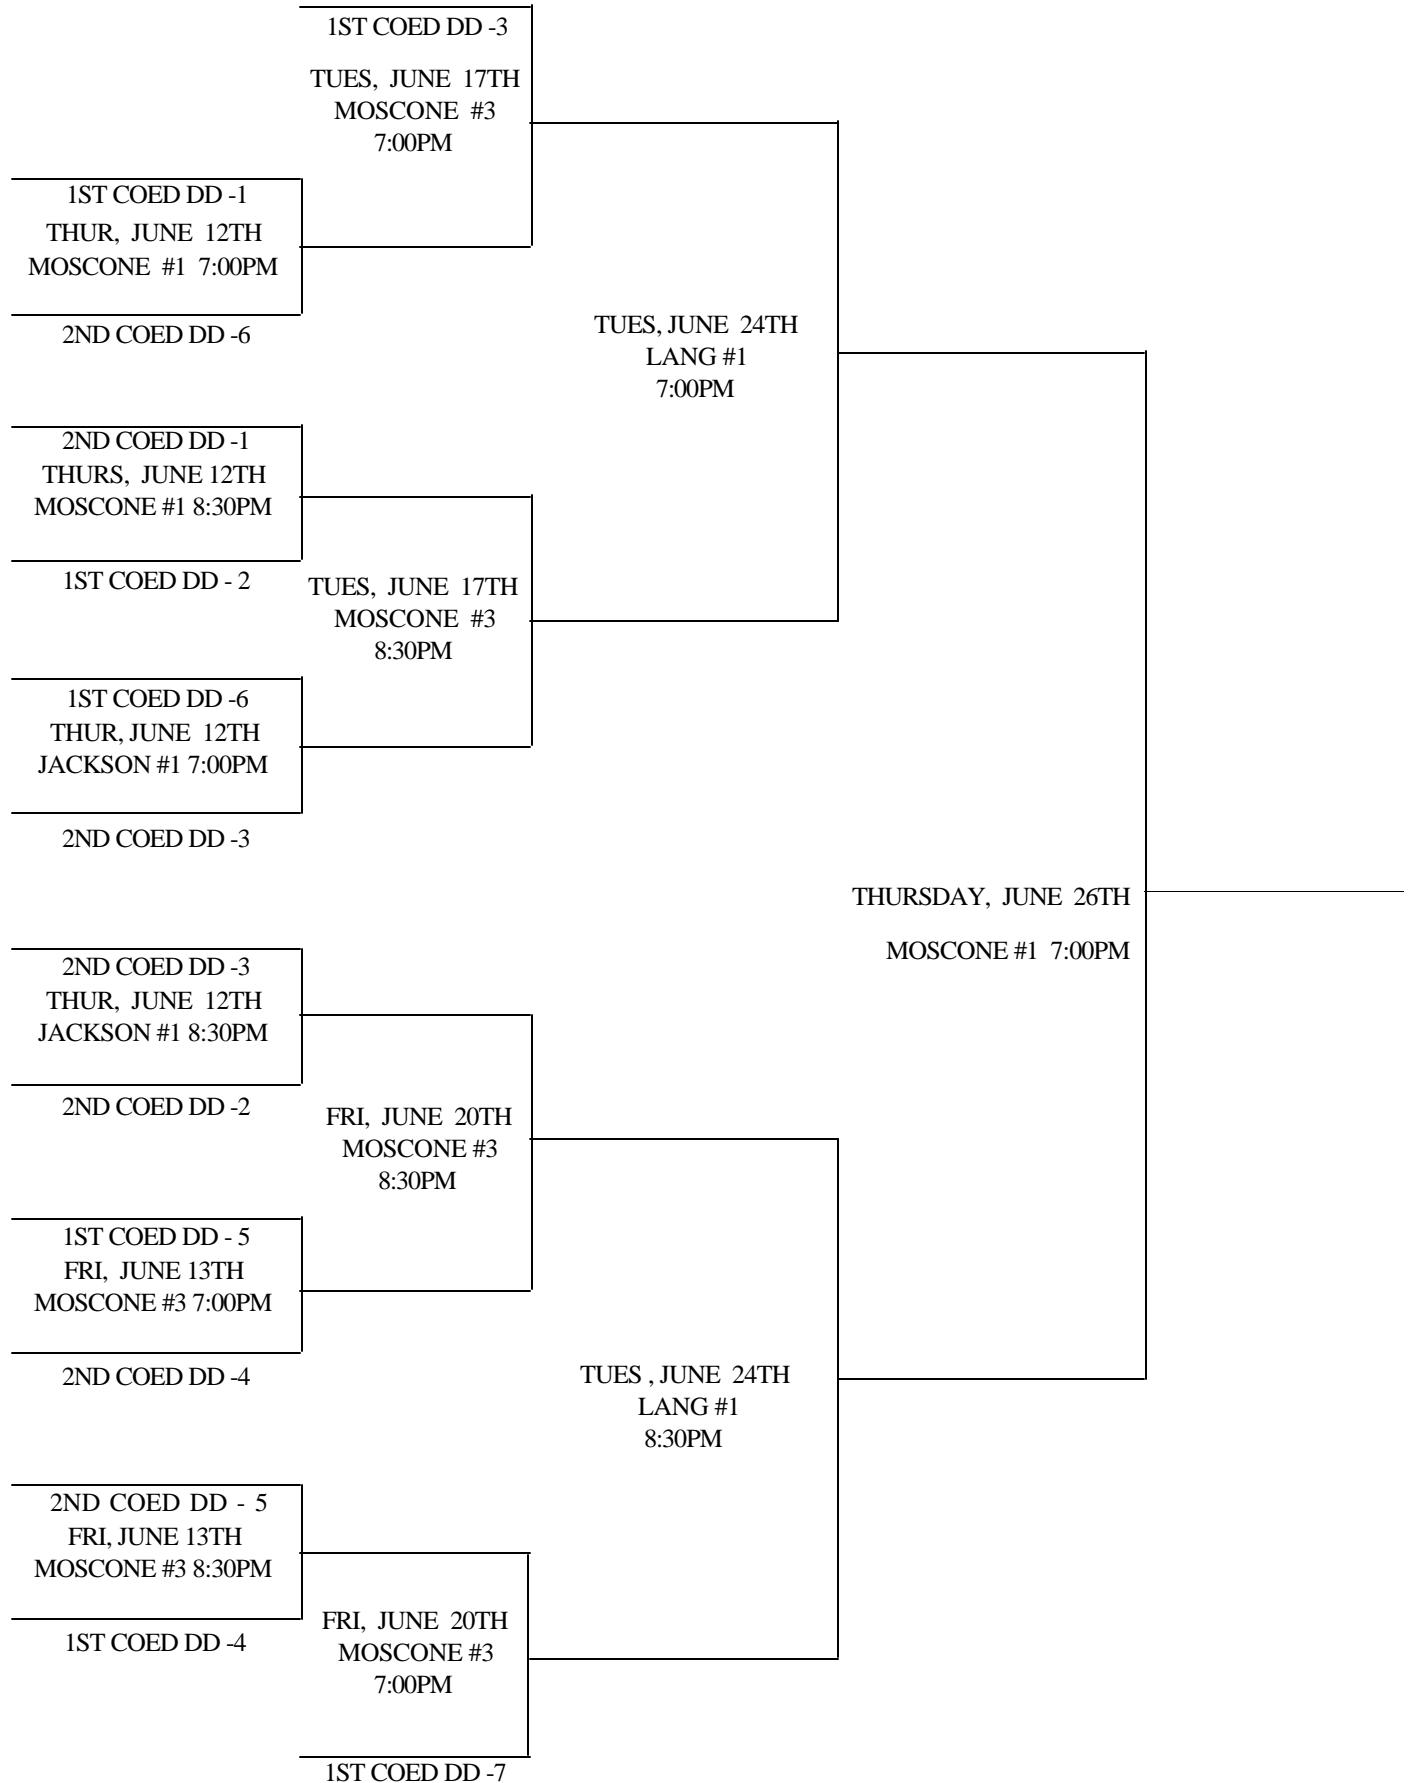 1ST COED DD -3
TUES, JUNE 17TH
MOSCONE #3
7:00PM
1ST COED DD -1
THUR, JUNE 12TH
MOSCONE #1 7:00PM
2ND COED DD -6
TUES, JUNE 24TH
LANG #1
7:00PM
2ND COED DD -1
THURS, JUNE 12TH
MOSCONE #1 8:30PM
1ST COED DD - 2
TUES, JUNE 17TH
MOSCONE #3
8:30PM
1ST COED DD -6
THUR, JUNE 12TH
JACKSON #1 7:00PM
2ND COED DD -3
THURSDAY, JUNE 26TH
MOSCONE #1 7:00PM
2ND COED DD -3
THUR, JUNE 12TH
JACKSON #1 8:30PM
2ND COED DD -2
FRI, JUNE 20TH
MOSCONE #3
8:30PM
1ST COED DD - 5
FRI, JUNE 13TH
MOSCONE #3 7:00PM
2ND COED DD -4
TUES , JUNE 24TH
LANG #1
8:30PM
2ND COED DD - 5
FRI, JUNE 13TH
MOSCONE #3 8:30PM
1ST COED DD -4
FRI, JUNE 20TH
MOSCONE #3
7:00PM
1ST COED DD -7